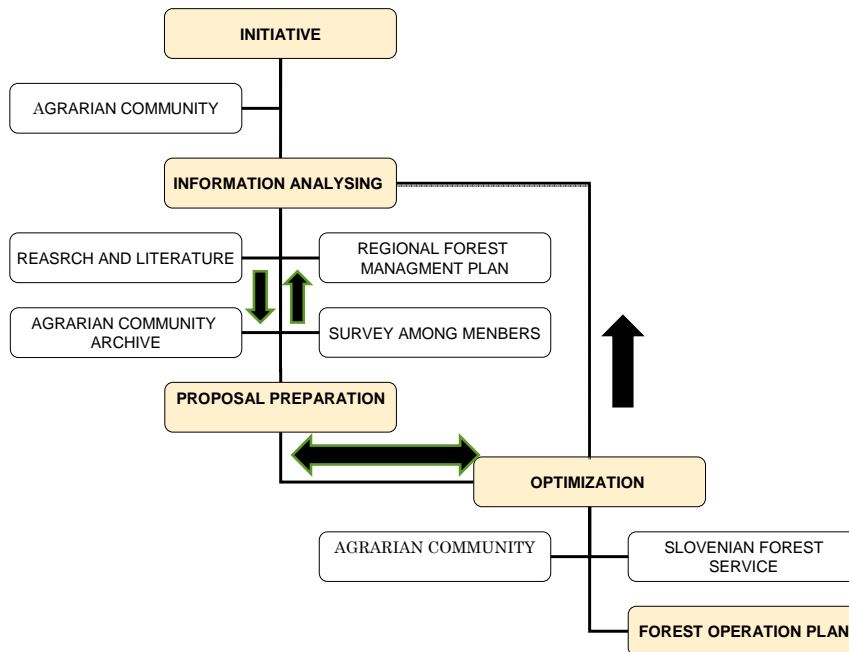 INITIATIVE
AGRARIAN COMMUNITY
INFORMATION ANALYSING
REASRCH AND LITERATURE
REGIONAL FOREST
MANAGMENT PLAN
AGRARIAN COMMUNITY
ARCHIVE
SURVEY AMONG MENBERS
PROPOSAL PREPARATION
OPTIMIZATION
AGRARIAN COMMUNITY
SLOVENIAN FOREST
SERVICE
FOREST OPERATION PLAN